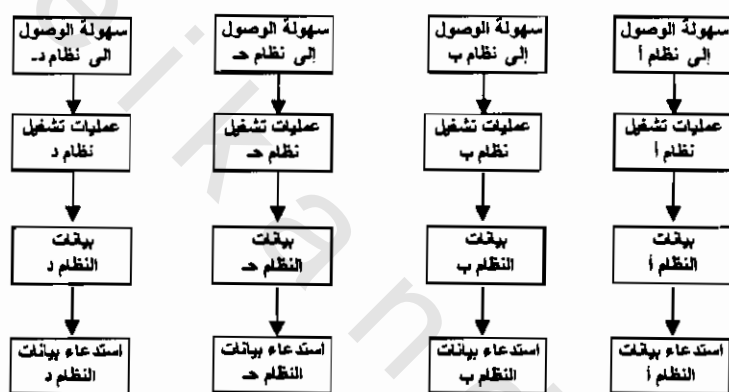 سهولة الوصول
إلى نظام أ
عمليات تشغيل
نظام أ
بيانات
النظام أ
استدعاء بيانات
النظام أ
سهولة الوصول
إلى نظام ب
عمليات تشغيل
نظام ب
بيانات
النظام ب
استدعاء بيانات
النظام ب
سهولة الوصول
إلى نظام حـ
عمليات تشغيل
نظام حـ
بيانات
النظام حـ
استدعاء بيانات
النظام حـ
سهولة الوصول
الى نظام دـ
عمليات تشغيل
نظام د
بيانات
النظام د
استدعاء بيانات
النظام د